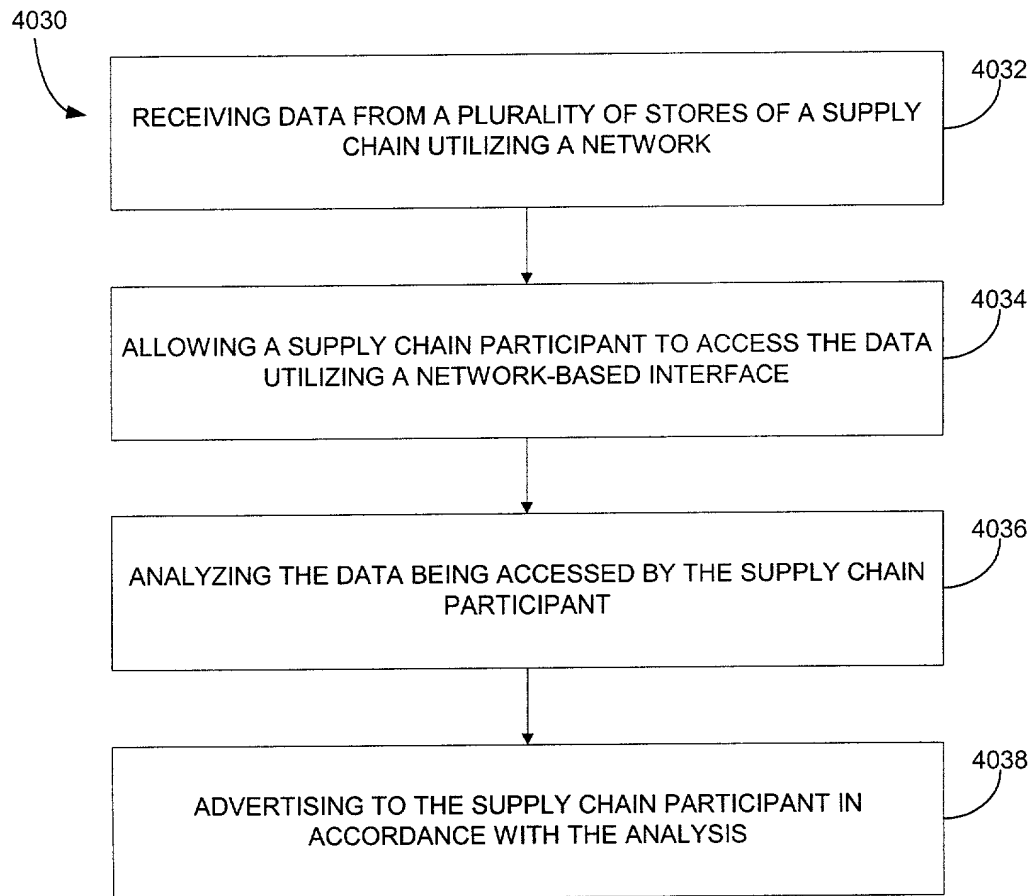 4030
4032
RECEIVING DATA FROM A PLURALITY OF STORES OF A SUPPLY
CHAIN UTILIZING A NETWORK
4034
ALLOWING A SUPPLY CHAIN PARTICIPANT TO ACCESS THE DATA
UTILIZING A NETWORK-BASED INTERFACE
4036
ANALYZING THE DATA BEING ACCESSED BY THE SUPPLY CHAIN
PARTICIPANT
4038
ADVERTISING TO THE SUPPLY CHAIN PARTICIPANT IN
ACCORDANCE WITH THE ANALYSIS